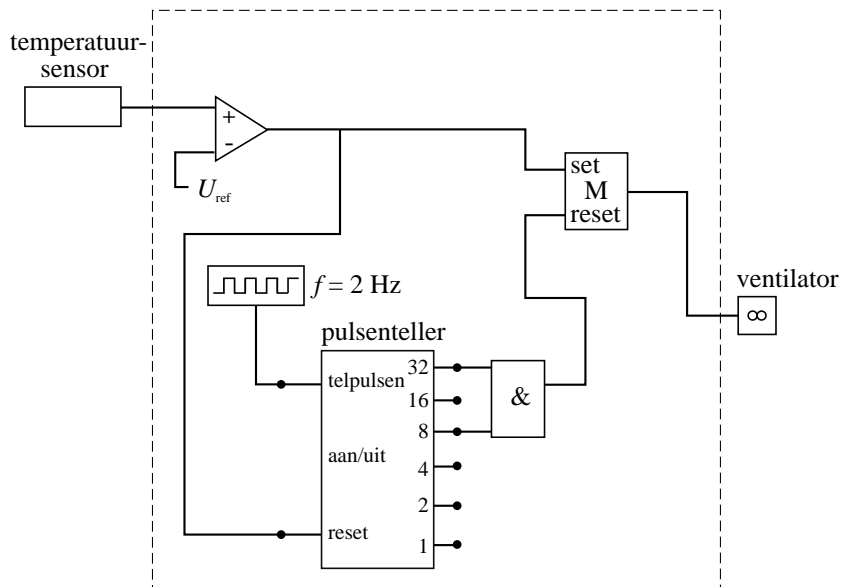 temperatuur-
sensor
+
-
U_ref
set
M
reset
f = 2 Hz
ventilator
∞
pulsenteller
telpulsen
32
16
&
8
aan/uit
4
2
reset
1